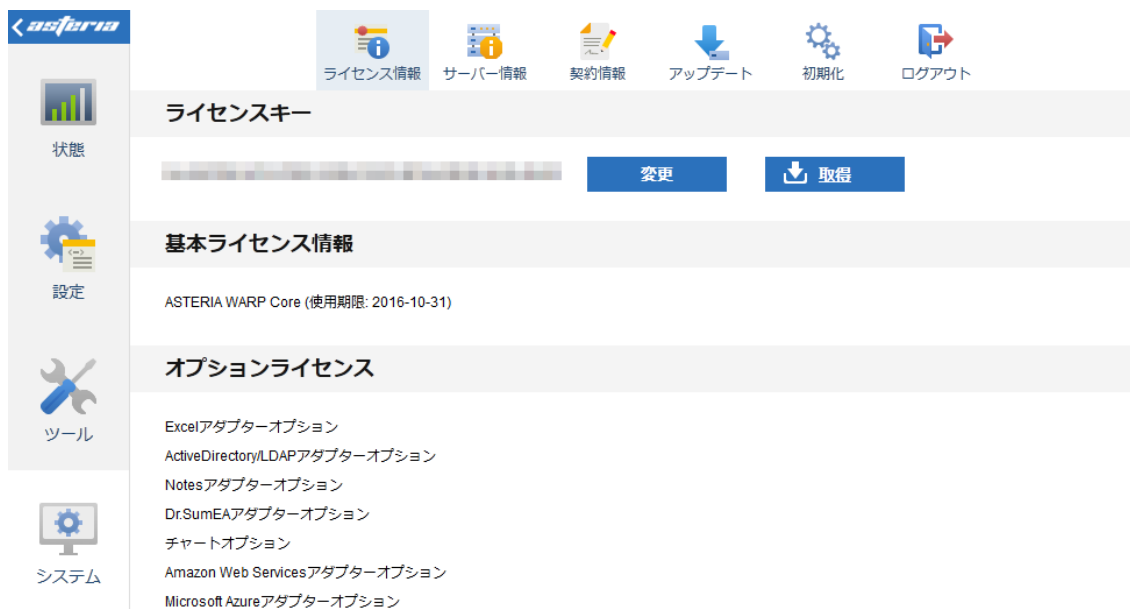 asteria
ライセンス情報
サーバー情報
契約情報
アップデート
初期化
ログアウト
状態
設定
ツール
システム
ライセンスキー
変更
取得
基本ライセンス情報
ASTERIA WARP Core (使用期限: 2016-10-31)
オプションライセンス
Excelアダプターオプション
ActiveDirectory/LDAPアダプターオプション
Notesアダプターオプション
Dr.SumEAアダプターオプション
チャートオプション
Amazon Web Servicesアダプターオプション
Microsoft Azureアダプターオプション